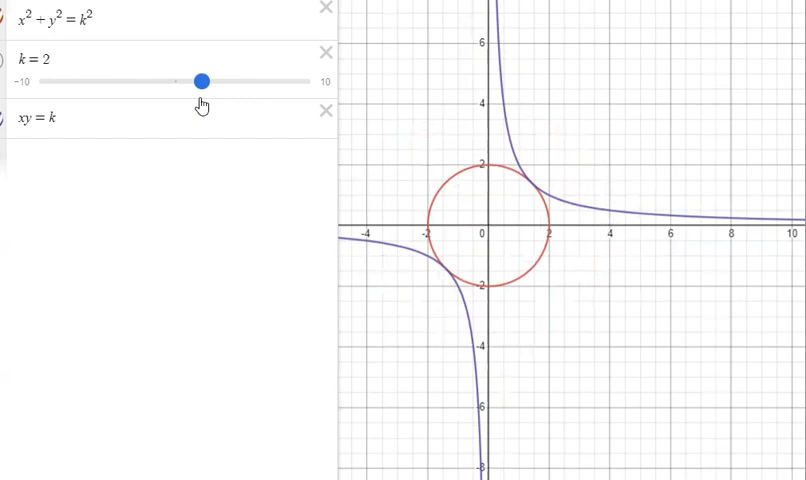 x² + y² = k²
k = 2
-10 10
xy = k
6
4
2
-4 -2 0 2 4 6 8 10
-2
-4
-6
-8